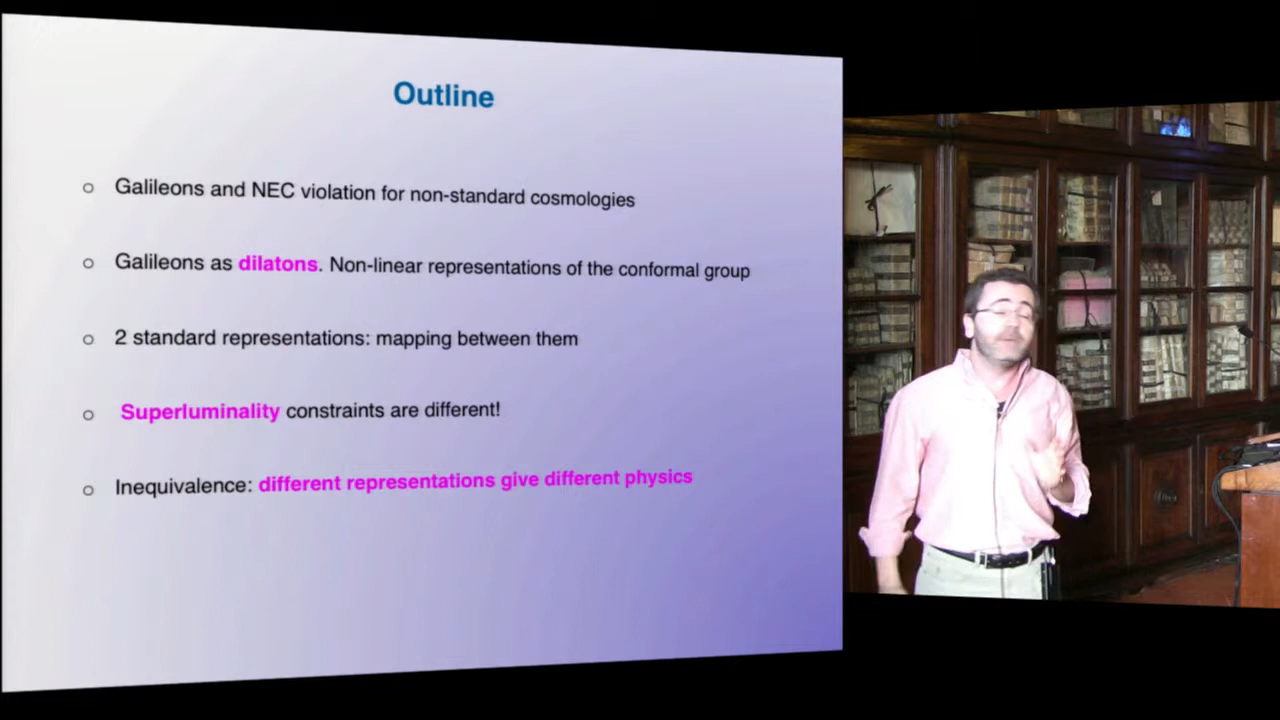 Outline
Galileons and NEC violation for non-standard cosmologies
Galileons as dilatons. Non-linear representations of the conformal group
2 standard representations: mapping between them
Superluminality constraints are different!
Inequivalence: different representations give different physics